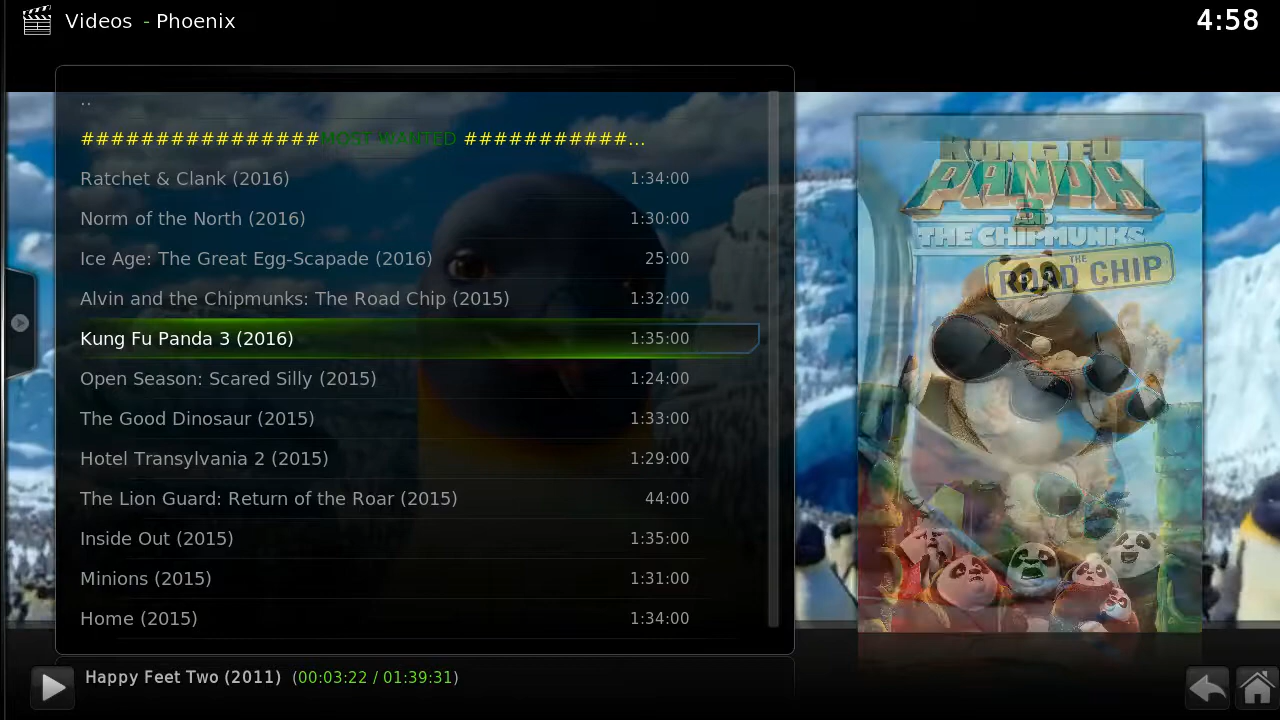 Videos - Phoenix
4:58
..
################MOST WANTED ###########...
Ratchet & Clank (2016) 1:34:00
Norm of the North (2016) 1:30:00
Ice Age: The Great Egg-Scapade (2016) 25:00
Alvin and the Chipmunks: The Road Chip (2015) 1:32:00
Kung Fu Panda 3 (2016) 1:35:00
Open Season: Scared Silly (2015) 1:24:00
The Good Dinosaur (2015) 1:33:00
Hotel Transylvania 2 (2015) 1:29:00
The Lion Guard: Return of the Roar (2015) 44:00
Inside Out (2015) 1:35:00
Minions (2015) 1:31:00
Home (2015) 1:34:00
KUNG FU
PANDA
3
AND
THE CHIPMUNKS
THE
ROAD CHIP
Happy Feet Two (2011) (00:03:22 / 01:39:31)